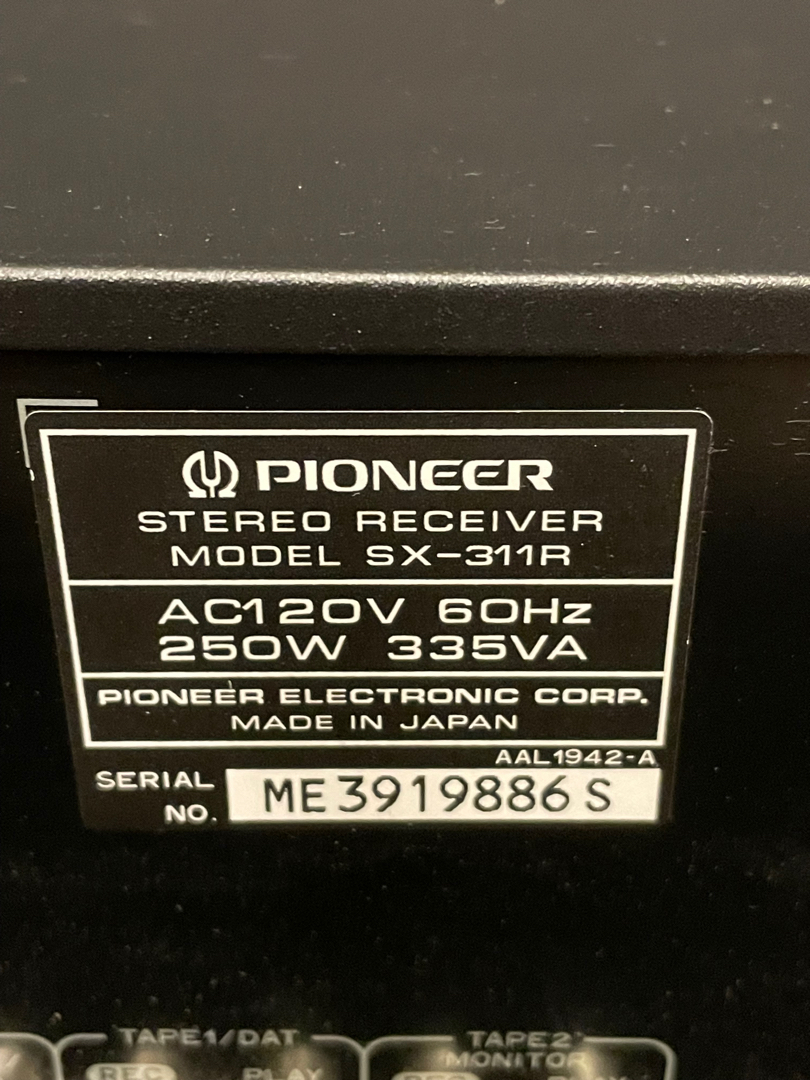 PIONEER
STEREO RECEIVER
MODEL SX-311R
AC120V 60Hz
250W 335VA
PIONEER ELECTRONIC CORP.
MADE IN JAPAN
AAL1942-A
SERIAL
NO. ME3919886S
TAPE1/DAT TAPE2
MONITOR
REC PLAY